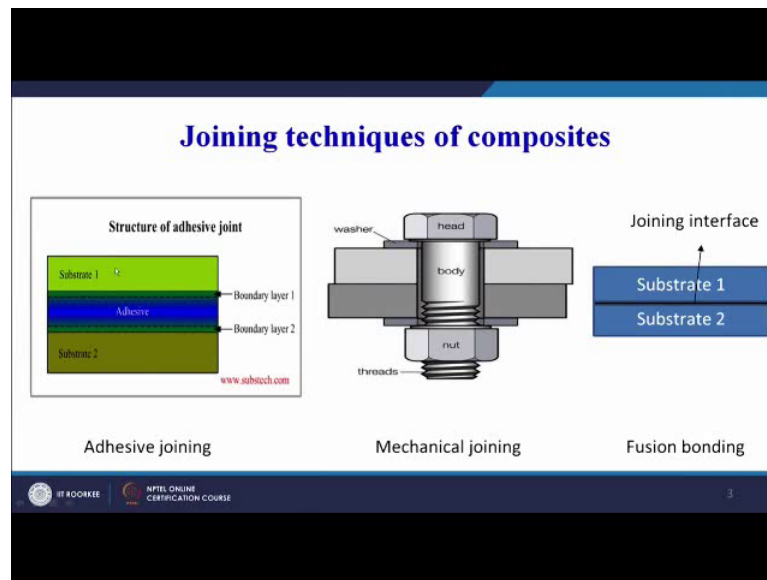 Joining techniques of composites
Structure of adhesive joint
Substrate 1
Boundary layer 1
Adhesive
Boundary layer 2
Substrate 2
www.substech.com
washer
head
body
nut
threads
Joining interface
Substrate 1
Substrate 2
Adhesive joining
Mechanical joining
Fusion bonding
IIT ROORKEE
NPTEL ONLINE
CERTIFICATION COURSE
3